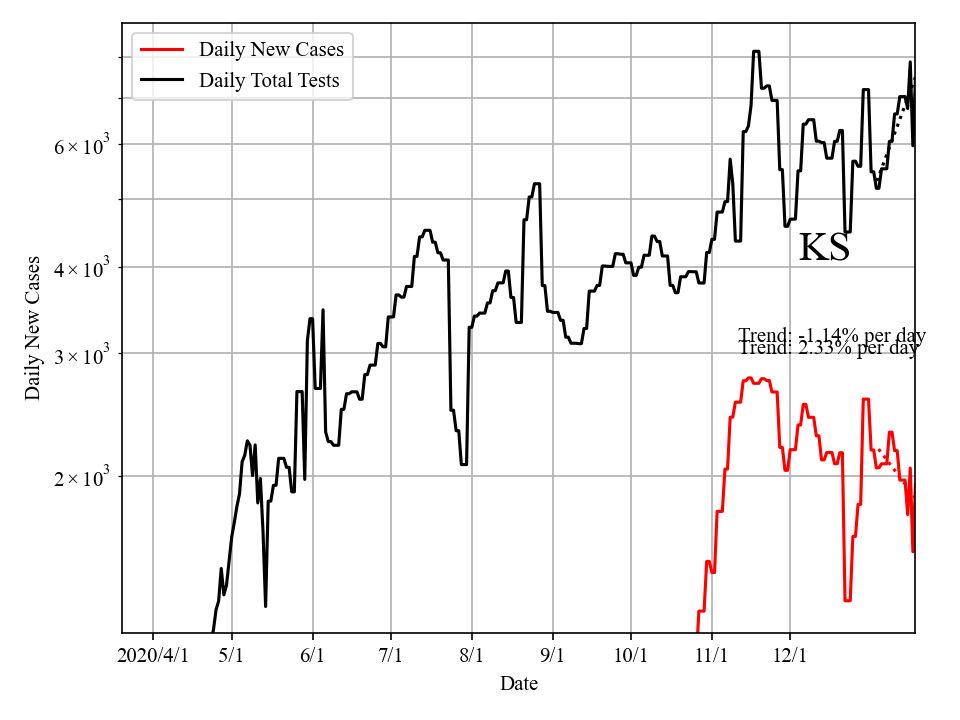 Daily New Cases
Daily Total Tests
6 × 10³
4 × 10³
3 × 10³
2 × 10³
Daily New Cases
KS
Trend: -1.14% per day
Trend: 2.33% per day
2020/4/1 5/1 6/1 7/1 8/1 9/1 10/1 11/1 12/1
Date